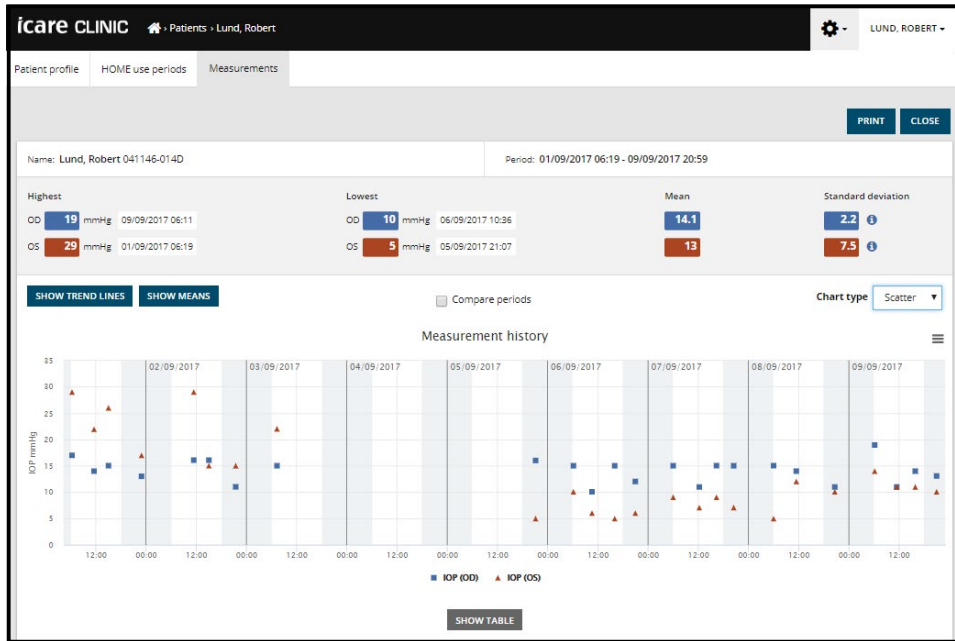 icare CLINIC › Patients › Lund, Robert LUND, ROBERT
Patient profile HOME use periods Measurements
PRINT CLOSE
Name: Lund, Robert 041146-014D Period: 01/09/2017 06:19 - 09/09/2017 20:59
Highest Lowest Mean Standard deviation
OD 19 mmHg 09/09/2017 06:11 OD 10 mmHg 06/09/2017 10:36 14.1 2.2
OS 29 mmHg 01/09/2017 06:19 OS 5 mmHg 05/09/2017 21:07 13 7.5
SHOW TREND LINES SHOW MEANS Compare periods Chart type Scatter
Measurement history
02/09/2017 03/09/2017 04/09/2017 05/09/2017 06/09/2017 07/09/2017 08/09/2017 09/09/2017
35
30
25
20
15
10
5
0
IOP mmHg
12:00 00:00 12:00 00:00 12:00 00:00 12:00 00:00 12:00 00:00 12:00 00:00 12:00 00:00 12:00 00:00 12:00
IOP (OD) IOP (OS)
SHOW TABLE